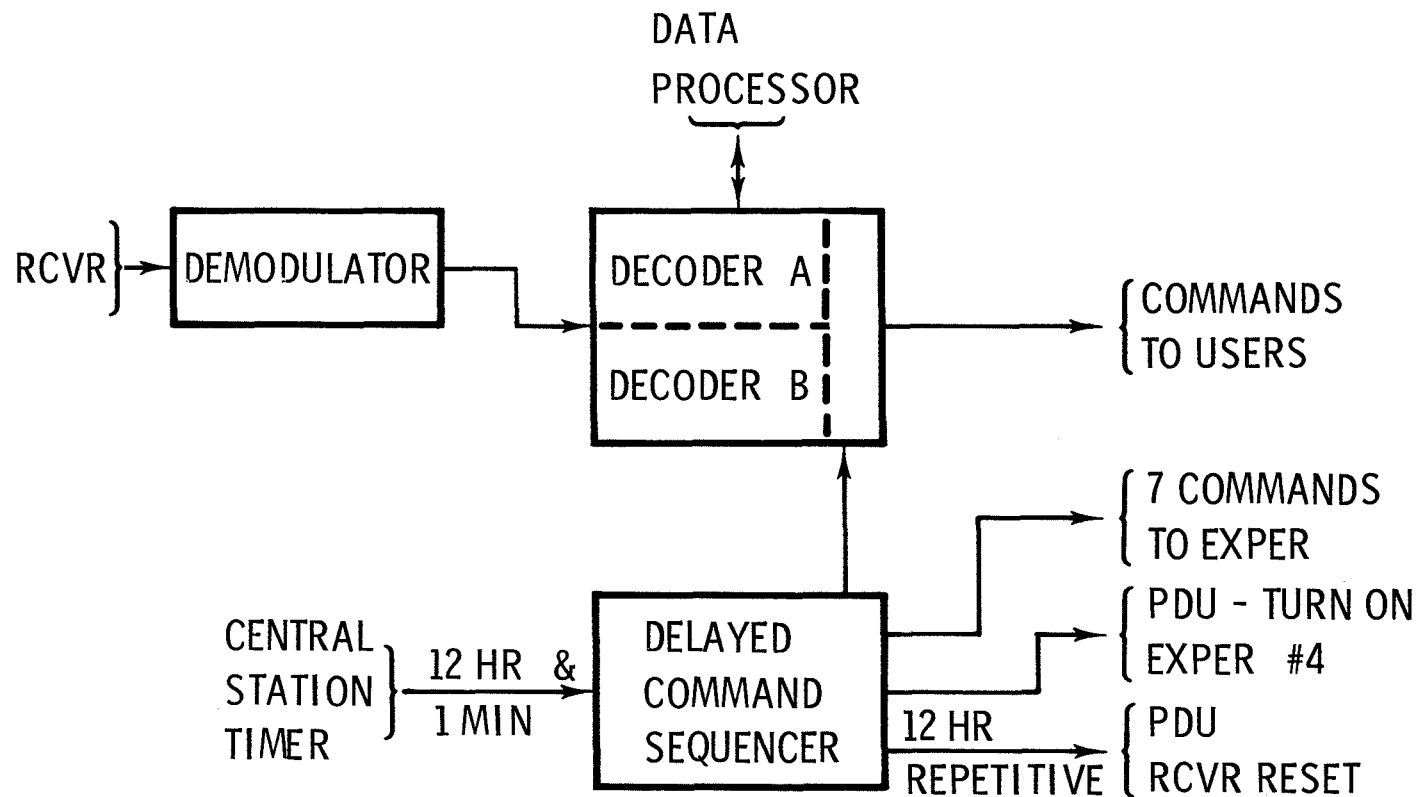 DATA
PROCESSOR
RCVR
DEMODULATOR
DECODER A
DECODER B
COMMANDS
TO USERS
7 COMMANDS
TO EXPER
CENTRAL
STATION
TIMER
12 HR &
1 MIN
DELAYED
COMMAND
SEQUENCER
PDU - TURN ON
EXPER #4
12 HR
REPETITIVE
PDU
RCVR RESET